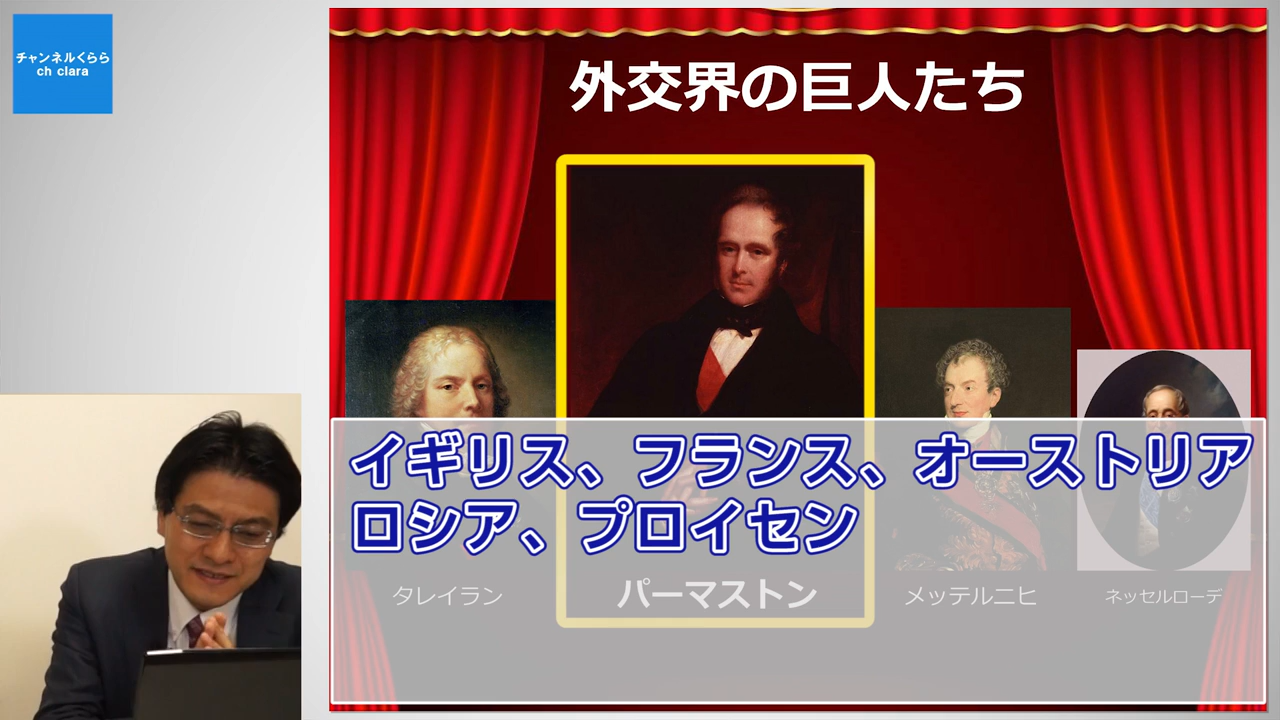 チャンネルくらら
ch clara
外交界の巨人たち
イギリス、フランス、オーストリア
ロシア、プロイセン
タレイラン
パーマストン
メッテルニヒ
ネッセルローデ